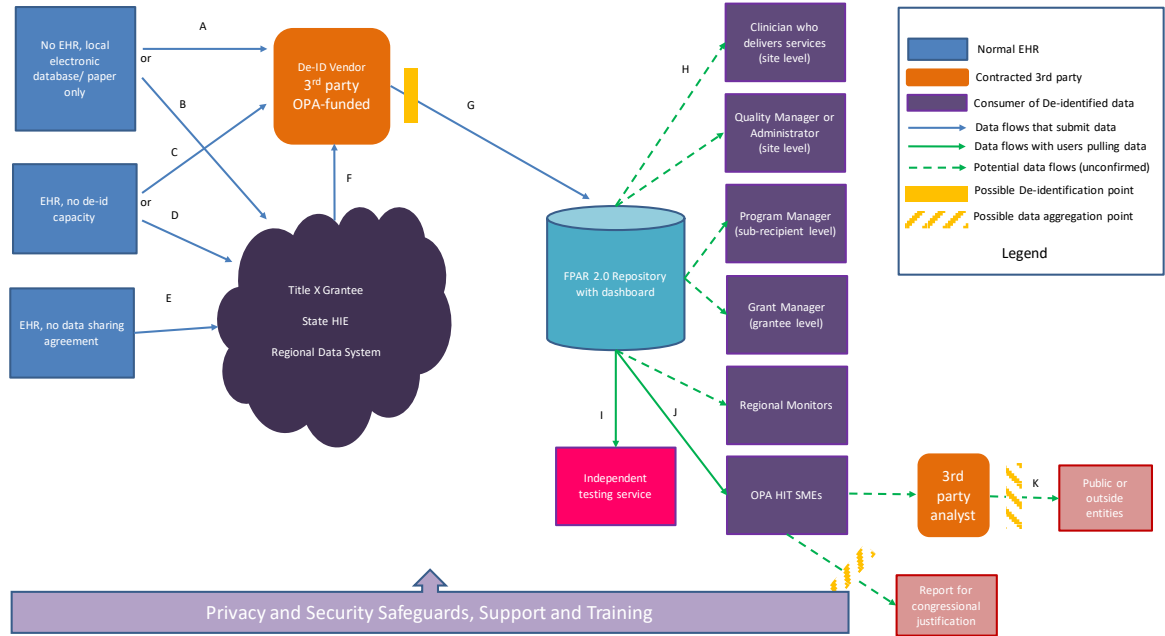 No EHR, local
electronic
database/ paper
only
A
or
B
De-ID Vendor
3rd party
OPA-funded
G
C
EHR, no de-id
capacity
or
D
F
EHR, no data sharing
agreement
E
Title X Grantee
State HIE
Regional Data System
FPAR 2.0 Repository
with dashboard
H
Clinician who
delivers services
(site level)
Quality Manager or
Administrator
(site level)
Program Manager
(sub-recipient level)
Grant Manager
(grantee level)
Regional Monitors
I
J
Independent
testing service
OPA HIT SMEs
3rd
party
analyst
K
Public or
outside
entities
Report for
congressional
justification
Privacy and Security Safeguards, Support and Training
Normal EHR
Contracted 3rd party
Consumer of De-identified data
Data flows that submit data
Data flows with users pulling data
Potential data flows (unconfirmed)
Possible De-identification point
Possible data aggregation point
Legend